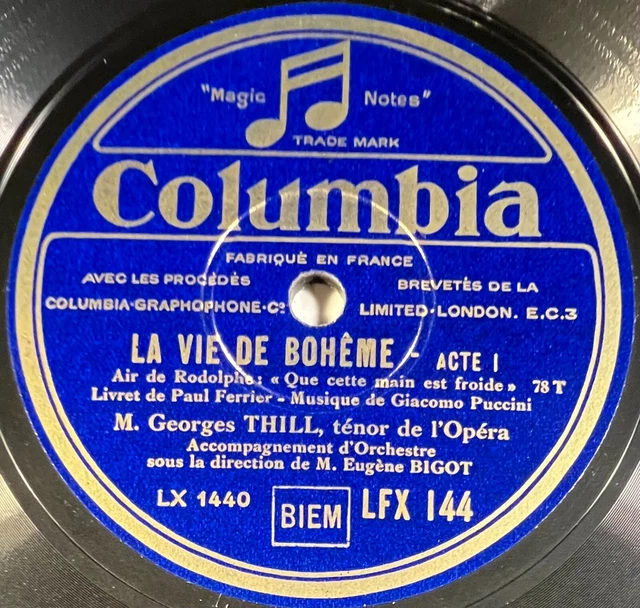 "Magic Notes"
TRADE MARK
Columbia
FABRIQUÉ EN FRANCE
AVEC LES PROCÉDÉS BREVETÉS DE LA
COLUMBIA-GRAPHOPHONE-Cº. LIMITED-LONDON. E.C.3
LA VIE DE BOHÊME - ACTE I
Air de Rodolphe: « Que cette main est froide » 78 T
Livret de Paul Ferrier - Musique de Giacomo Puccini
M. Georges THILL, ténor de l'Opéra
Accompagnement d'Orchestre
sous la direction de M. Eugène BIGOT
LX 1440 BIEM LFX 144